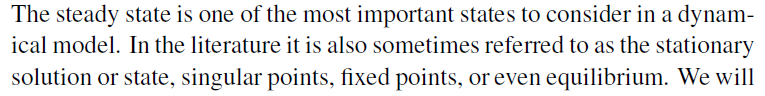 The steady state is one of the most important states to consider in a dynam-
ical model. In the literature it is also sometimes referred to as the stationary
solution or state, singular points, fixed points, or even equilibrium. We will